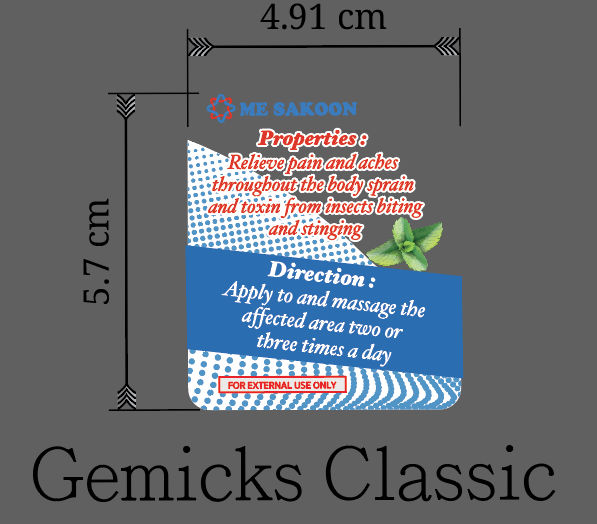 4.91 cm
5.7 cm
ME SAKOON
Properties :
Relieve pain and aches
throughout the body sprain
and toxin from insects biting
and stinging
Direction :
Apply to and massage the
affected area two or
three times a day
FOR EXTERNAL USE ONLY
Gemicks Classic